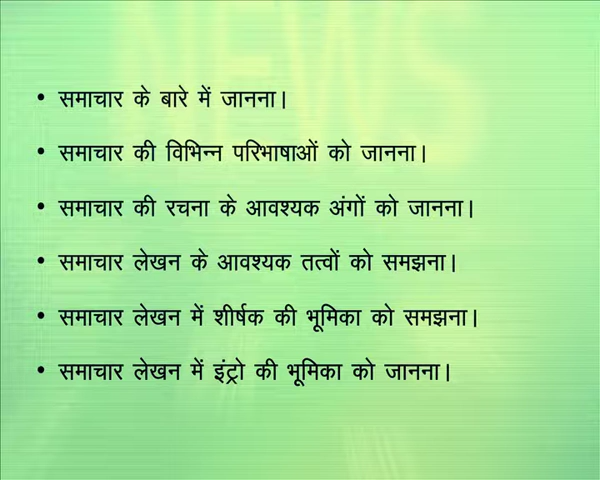 NEWS
• समाचार के बारे में जानना।
• समाचार की विभिन्न परिभाषाओं को जानना।
• समाचार की रचना के आवश्यक अंगों को जानना।
• समाचार लेखन के आवश्यक तत्वों को समझना।
• समाचार लेखन में शीर्षक की भूमिका को समझना।
• समाचार लेखन में इंट्रो की भूमिका को जानना।